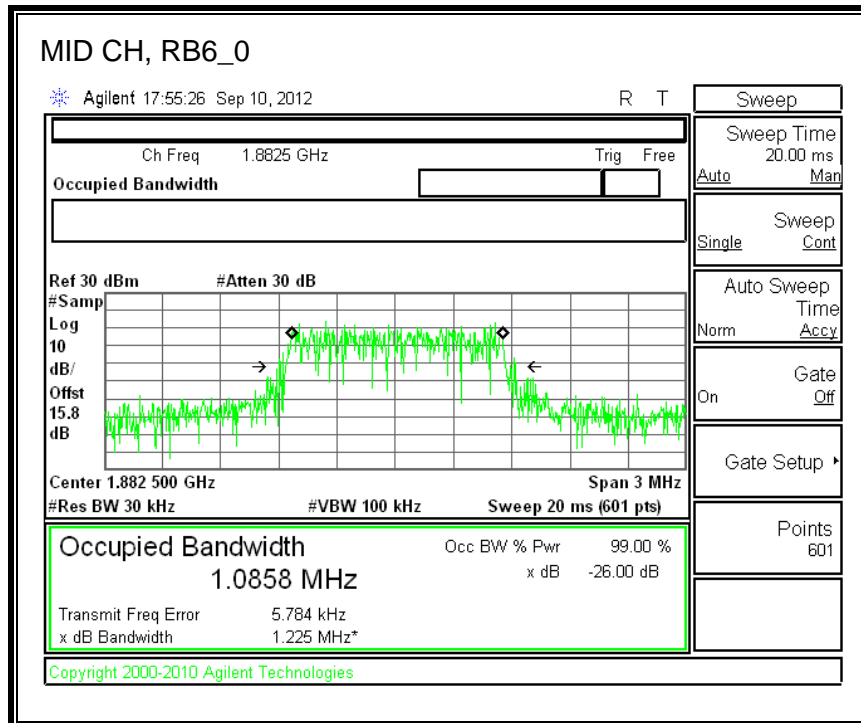 MID CH, RB6_0
Agilent 17:55:26 Sep 10, 2012 R T
Ch Freq 1.8825 GHz Trig Free
Occupied Bandwidth
Ref 30 dBm #Atten 30 dB
#Samp
Log
10
dB/
Offst
15.8
dB
Center 1.882 500 GHz Span 3 MHz
#Res BW 30 kHz #VBW 100 kHz Sweep 20 ms (601 pts)
Occupied Bandwidth Occ BW % Pwr 99.00 %
1.0858 MHz x dB -26.00 dB
Transmit Freq Error 5.784 kHz
x dB Bandwidth 1.225 MHz*
Copyright 2000-2010 Agilent Technologies
Sweep
Sweep Time
20.00 ms
Auto Man
Sweep
Single Cont
Auto Sweep
Time
Norm Accy
Gate
On Off
Gate Setup
Points
601